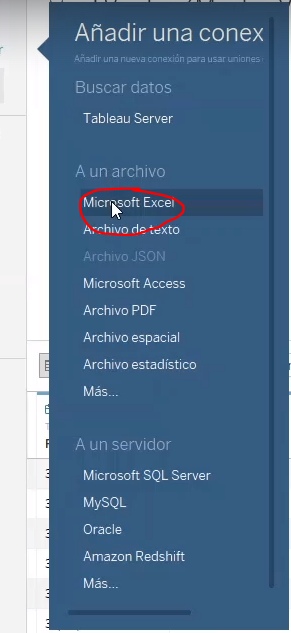 Añadir una conex
Añadir una nueva conexión para usar uniones
Buscar datos
Tableau Server
A un archivo
Microsoft Excel
Archivo de texto
Archivo JSON
Microsoft Access
Archivo PDF
Archivo espacial
Archivo estadístico
Más...
A un servidor
Microsoft SQL Server
MySQL
Oracle
Amazon Redshift
Más...